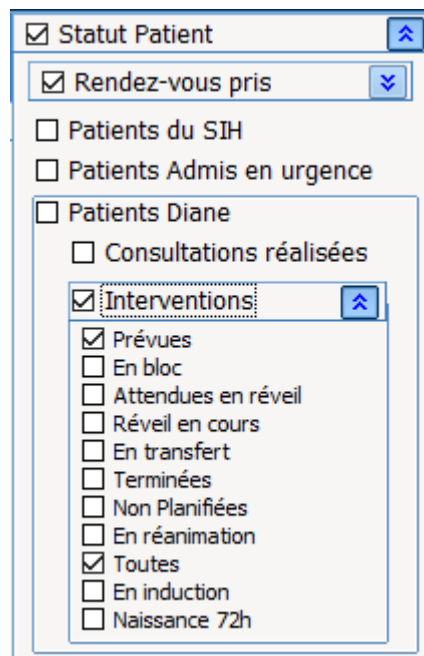 Statut Patient
Rendez-vous pris
Patients du SIH
Patients Admis en urgence
Patients Diane
Consultations réalisées
Interventions
Prévues
En bloc
Attendues en réveil
Réveil en cours
En transfert
Terminées
Non Planifiées
En réanimation
Toutes
En induction
Naissance 72h